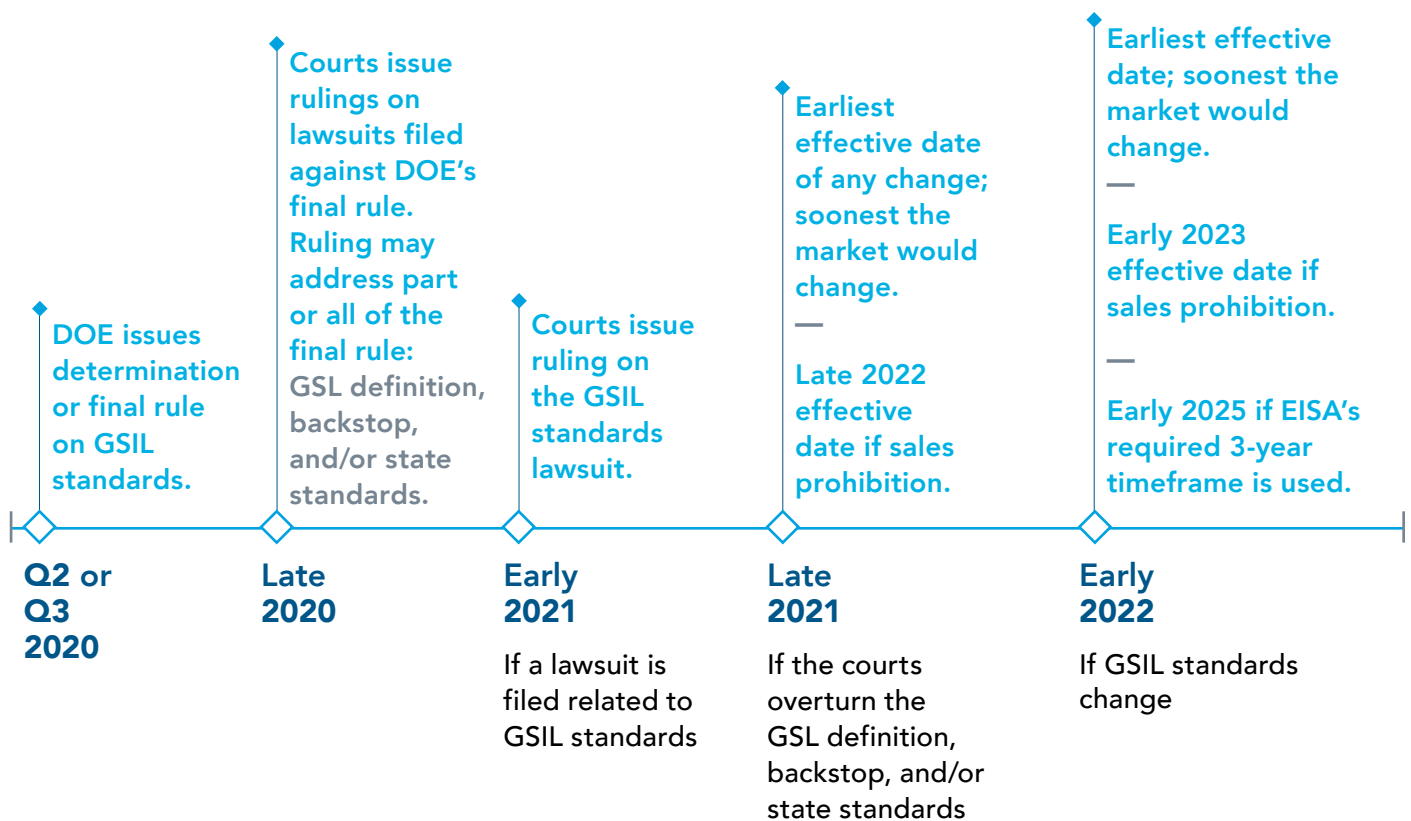 DOE issues
determination
or final rule
on GSIL
standards.
Q2 or
Q3
2020
Courts issue
rulings on
lawsuits filed
against DOE's
final rule.
Ruling may
address part
or all of the
final rule:
GSL definition,
backstop,
and/or state
standards.
Late
2020
Courts issue
ruling on
the GSIL
standards
lawsuit.
Early
2021
If a lawsuit is
filed related to
GSIL standards
Earliest
effective date
of any change;
soonest the
market would
change.
—
Late 2022
effective
date if sales
prohibition.
Late
2021
If the courts
overturn the
GSL definition,
backstop, and/or
state standards
Earliest effective
date; soonest the
market would
change.
—
Early 2023
effective date if
sales prohibition.
—
Early 2025 if EISA's
required 3-year
timeframe is used.
Early
2022
If GSIL standards
change